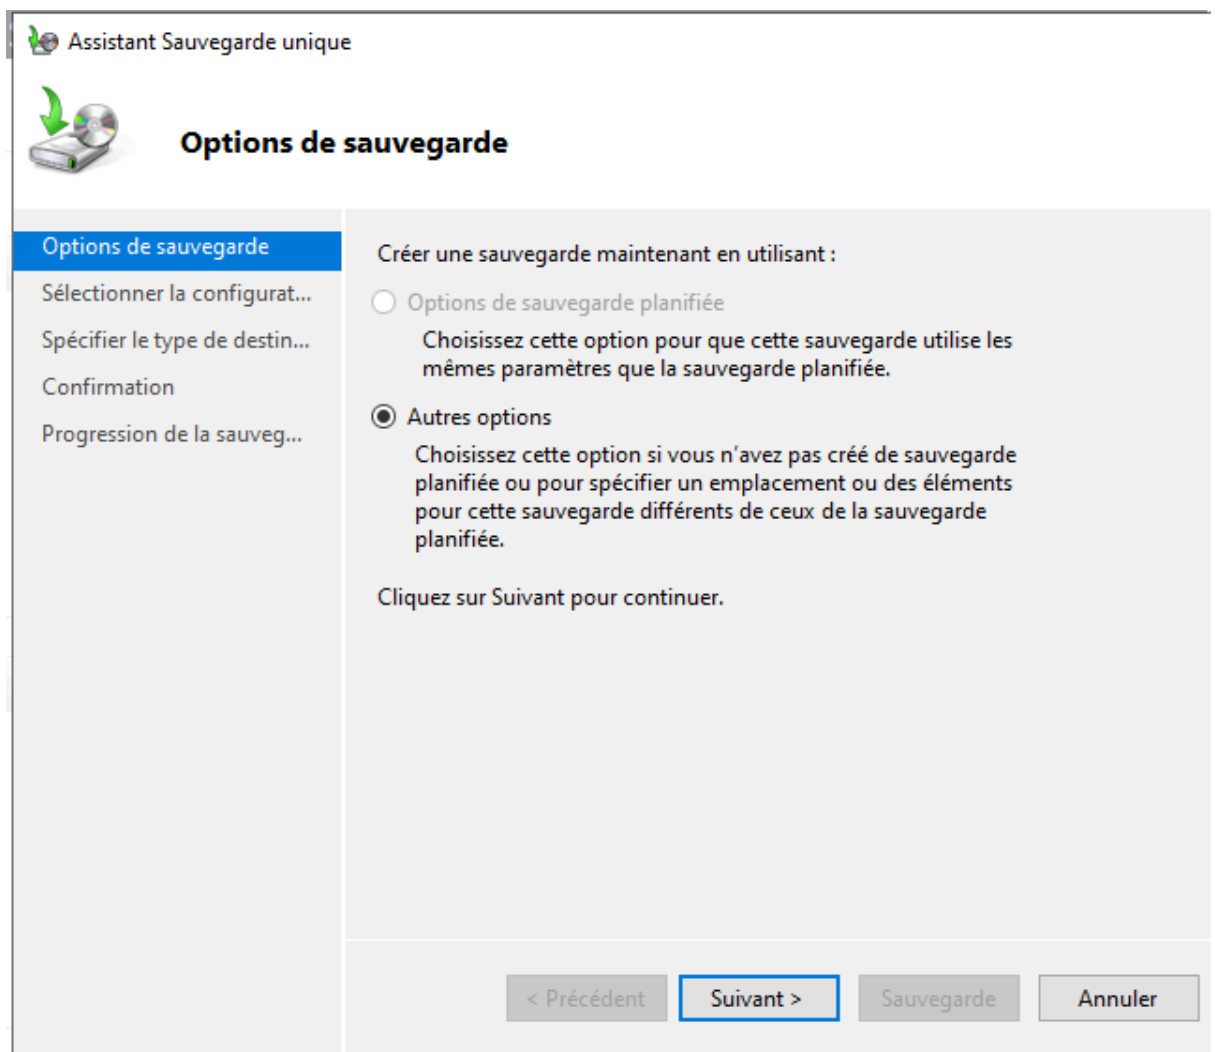 Assistant Sauvegarde unique
Options de sauvegarde
Options de sauvegarde
Sélectionner la configurat...
Spécifier le type de destin...
Confirmation
Progression de la sauveg...
Créer une sauvegarde maintenant en utilisant :
Options de sauvegarde planifiée
Choisissez cette option pour que cette sauvegarde utilise les
mêmes paramètres que la sauvegarde planifiée.
Autres options
Choisissez cette option si vous n'avez pas créé de sauvegarde
planifiée ou pour spécifier un emplacement ou des éléments
pour cette sauvegarde différents de ceux de la sauvegarde
planifiée.
Cliquez sur Suivant pour continuer.
< Précédent
Suivant >
Sauvegarde
Annuler